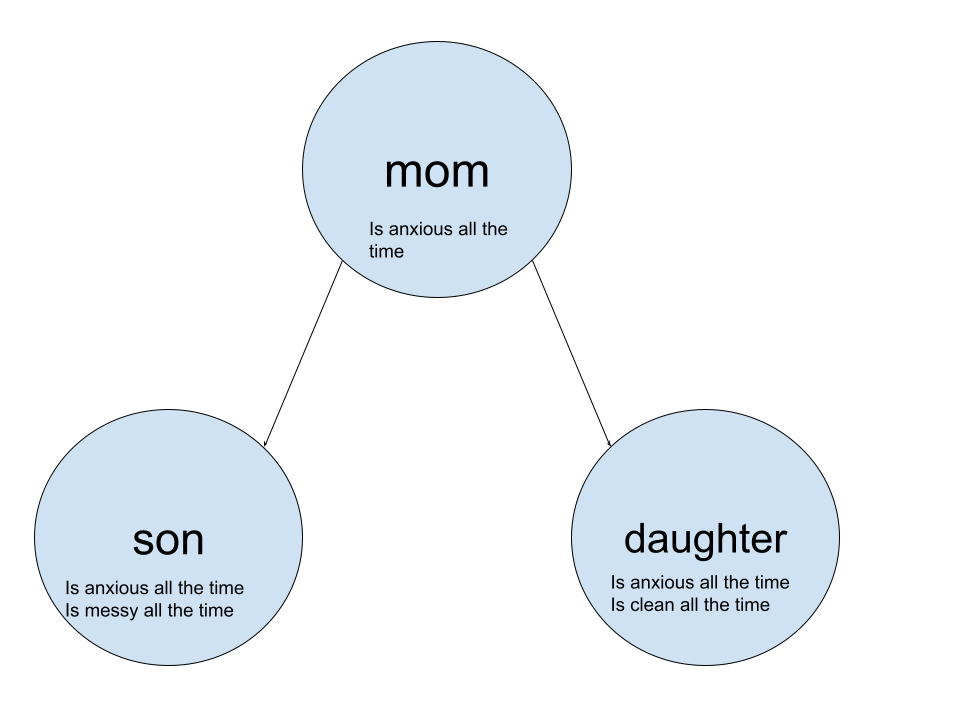 mom
Is anxious all the
time
son
Is anxious all the time
Is messy all the time
daughter
Is anxious all the time
Is clean all the time